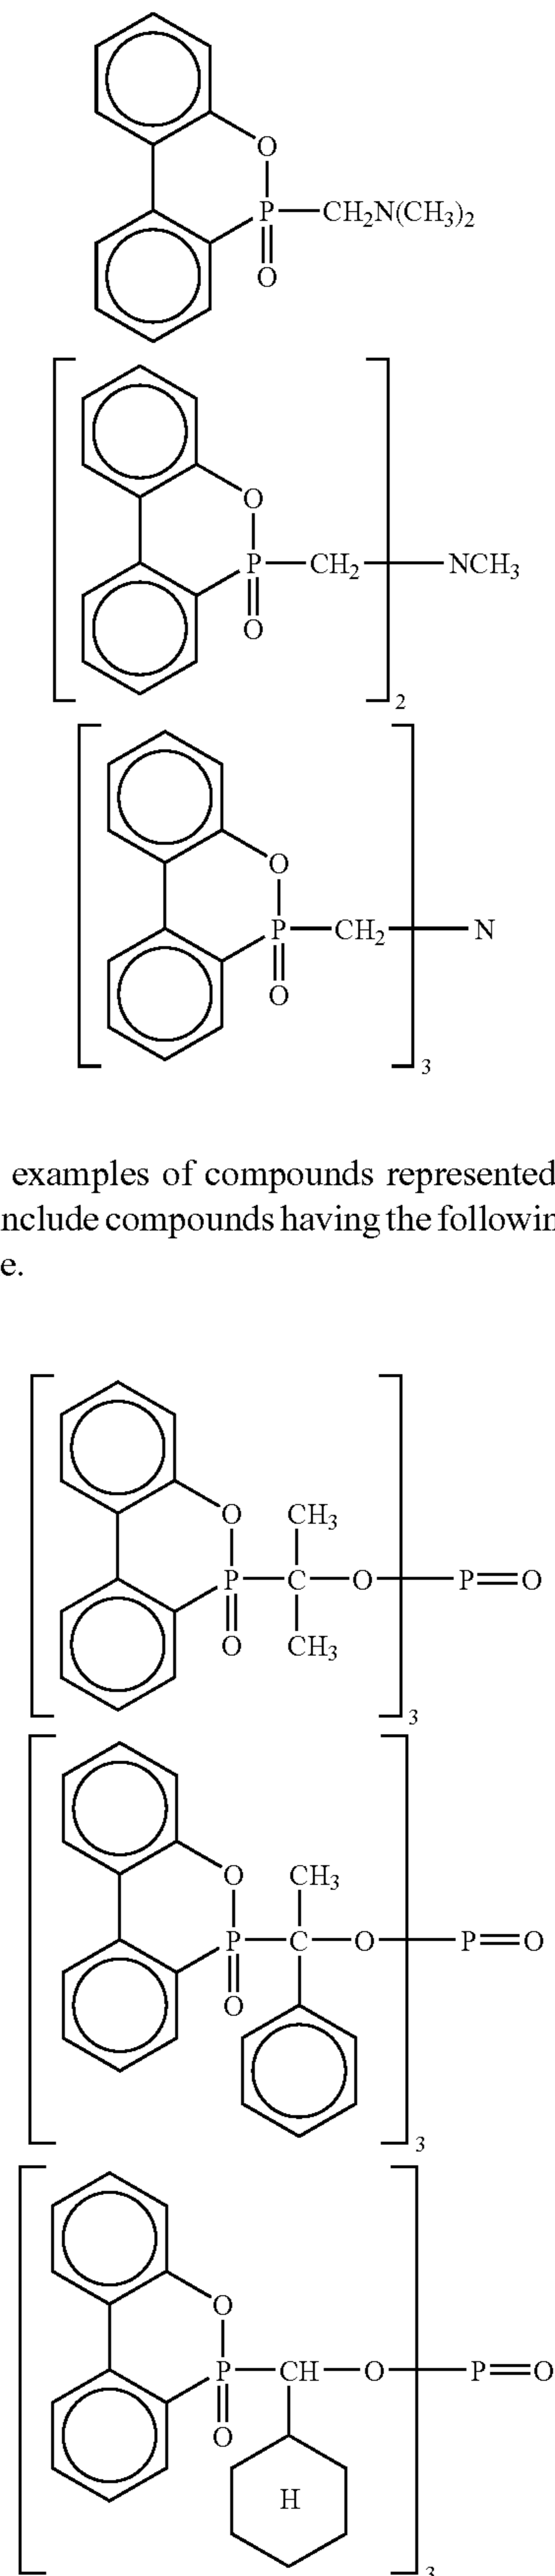 O
P
CH2N(CH3)2
O
O
P
CH2
NCH3
O
2
O
P
CH2
N
O
3
examples of compounds represented
nclude compounds having the followin
e.
O
CH3
P
C
O
P
O
O
CH3
3
O
CH3
P
C
O
P
O
O
3
O
P
CH
O
P
O
O
H
3